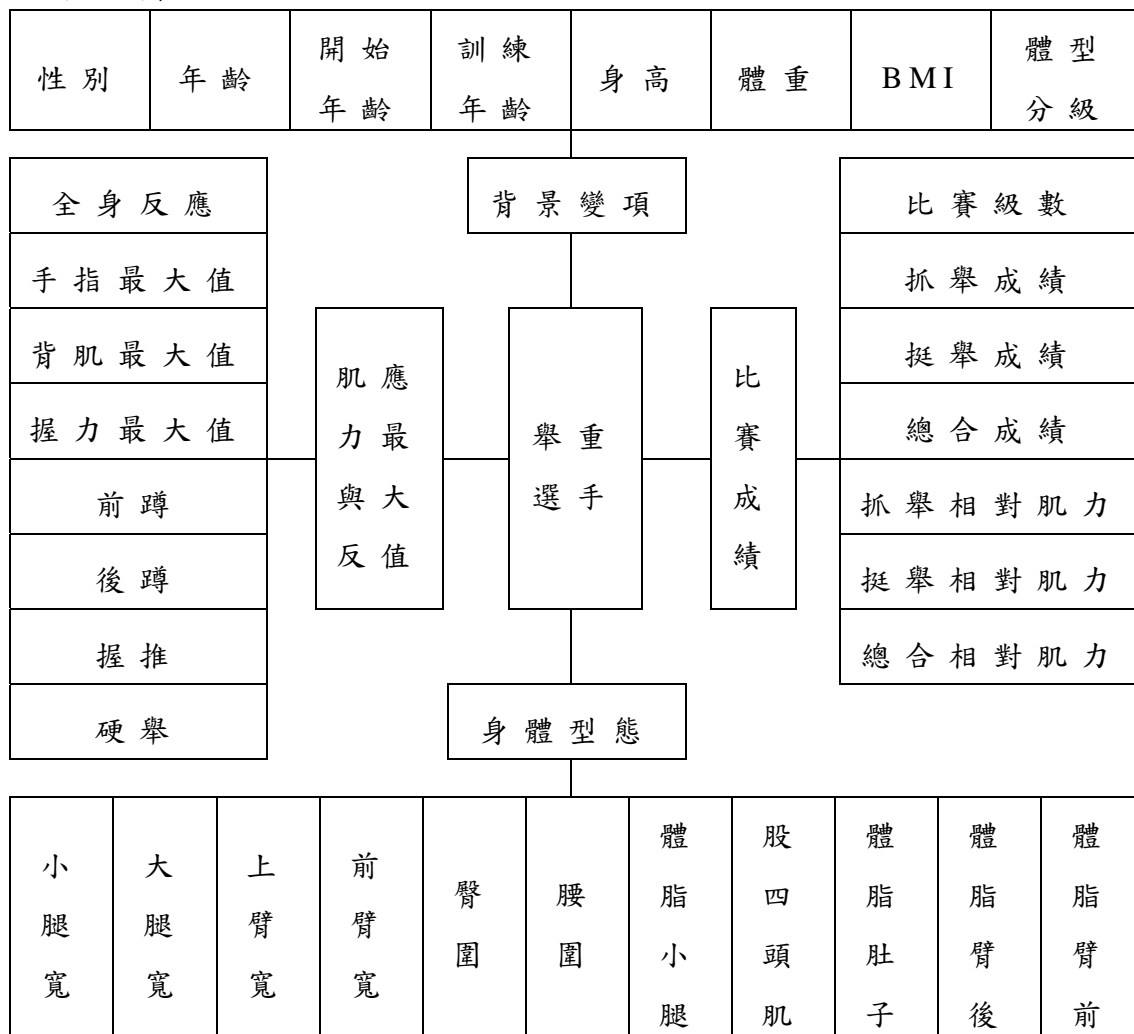 性別 年齡 開始年齡 訓練年齡 身高 體重 BMI 體型分級
背景變項
全身反應
手指最大值
背肌最大值
握力最大值
前蹲
後蹲
握推
硬舉
肌應
力最
與大
反值
舉重
選手
比賽成績
比賽級數
抓舉成績
挺舉成績
總合成績
抓舉相對肌力
挺舉相對肌力
總合相對肌力
身體型態
小腿寬
大腿寬
上臂寬
前臂寬
臀圍
腰圍
體脂小腿
股四頭肌
體脂肚子
體脂臂後
體脂臂前